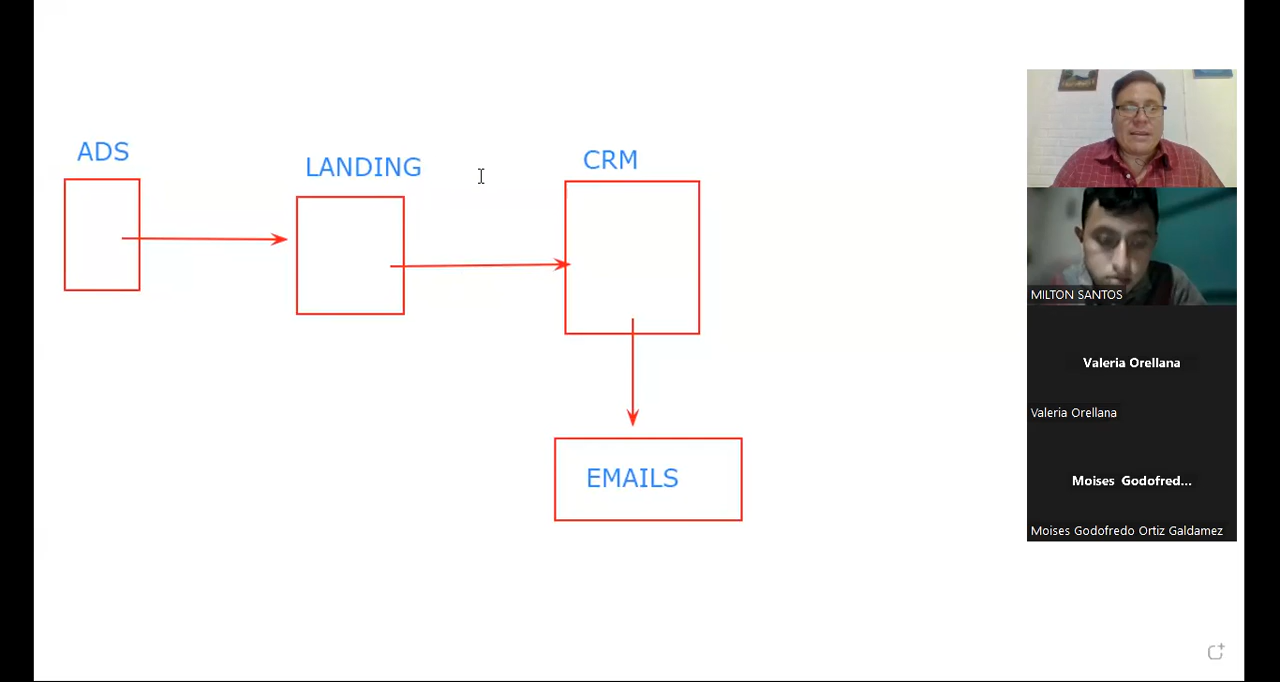 ADS
LANDING
CRM
EMAILS
MILTON SANTOS
Valeria Orellana
Valeria Orellana
Moises Godofred...
Moises Godofredo Ortiz Galdamez